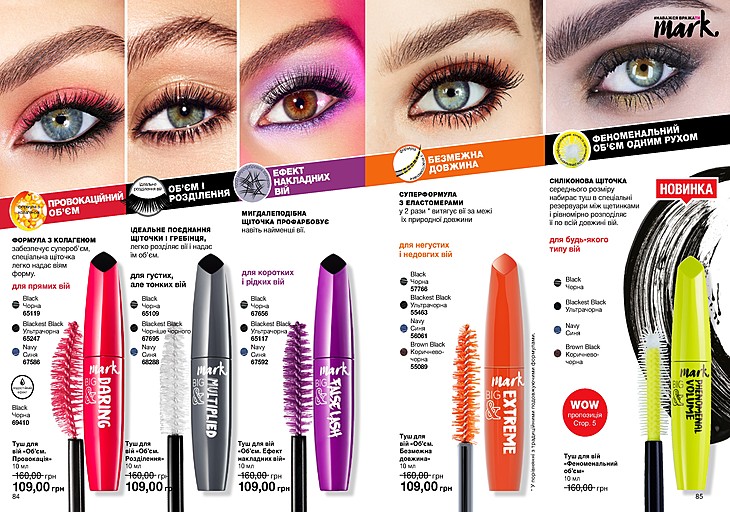 #НАВАЖСЯ ВРАЖАТИ
mark.
ПРОВОКАЦІЙНИЙ
ОБ'ЄМ
ФОРМУЛА З КОЛАГЕНОМ
забезпечує супероб'єм,
спеціальна щіточка
легко надає віям
форму.
для прямих вій
Black
Чорна
65119
Blackest Black
Ультрачорна
65247
Navy
Синя
67586
Black
Чорна
69410
mark.
BIG & DARING
Туш для
вій «Об'єм.
Провокація»
10 мл
160,00 грн
109,00 грн
84
ОБ'ЄМ І
РОЗДІЛЕННЯ
ІДЕАЛЬНЕ ПОЄДНАННЯ
ЩІТОЧКИ І ГРЕБІНЦЯ,
легко розділяє вії і надає
їм об'єм.
для густих,
але тонких вій
Black
Чорна
65109
Blackest Black
Чорніше чорного
67695
Navy
Синя
68288
mark.
BIG & MULTIPLIED
Туш для
вій «Об'єм.
Розділення»
10 мл
160,00 грн
109,00 грн
ЕФЕКТ
НАКЛАДНИХ
ВІЙ
МИГДАЛЕПОДІБНА
ЩІТОЧКА ПРОФАРБОВУЄ
навіть найменші вії.
для коротких
і рідких вій
Black
Чорна
67656
Blackest Black
Ультрачорна
65117
Navy
Синя
67592
mark.
BIG & FALSE LASH
Туш для
вій «Об'єм. Ефект
накладних вій»
10 мл
160,00 грн
109,00 грн
БЕЗМЕЖНА
ДОВЖИНА
СУПЕРФОРМУЛА
З ЕЛАСТОМЕРАМИ
у 2 рази * витягує вії за межі
їх природної довжини
для негустих
і недовгих вій
Black
Чорна
57766
Blackest Black
Ультрачорна
55463
Navy
Синя
56061
Brown Black
Коричнево-
чорна
55089
mark.
BIG & EXTREME
Туш для
вій «Об'єм.
Безмежна
довжина»
10 мл
160,00 грн
109,00 грн
* У порівнянні з традиційними подовжуючими формулами.
ФЕНОМЕНАЛЬНИЙ
ОБ'ЄМ ОДНИМ РУХОМ
СИЛІКОНОВА ЩІТОЧКА
середнього розміру
набирає туш в спеціальні
резервуари між щетинками
і рівномірно розподіляє
її по всій довжині вій.
НОВИНКА
для будь-якого
типу вій
Black
Чорна
Blackest Black
Ультрачорна
Navy
Синя
Brown Black
Коричнево-
чорна
WOW
пропозиція
Стор. 5
mark.
PHENOMENAL
VOLUME
Туш для вій
«Феноменальний
об'єм»
10 мл
160,00 грн
85